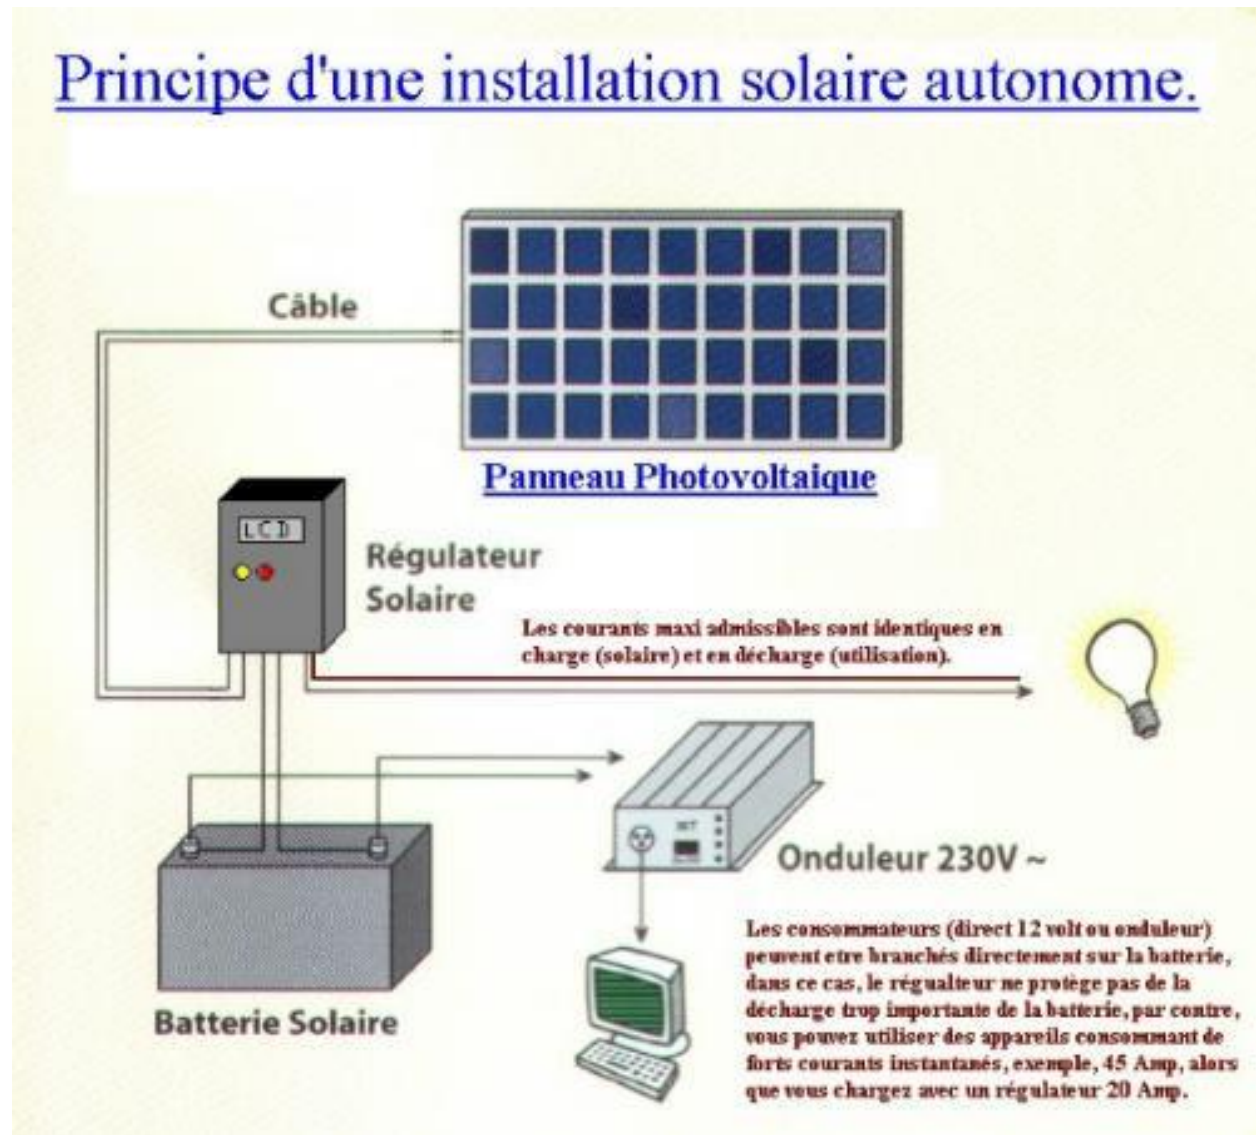 Principe d'une installation solaire autonome.
Câble
Panneau Photovoltaique
LCD
Régulateur
Solaire
Les courants maxi admissibles sont identiques en
charge (solaire) et en décharge (utilisation).
Onduleur 230V ~
Les consommateurs (direct 12 volt ou onduleur)
peuvent etre branchés directement sur la batterie,
dans ce cas, le régualteur ne protège pas de la
décharge trop importante de la batterie, par contre,
vous pouvez utiliser des appareils consommant de
forts courants instantanés, exemple, 45 Amp, alors
que vous chargez avec un régulateur 20 Amp.
Batterie Solaire